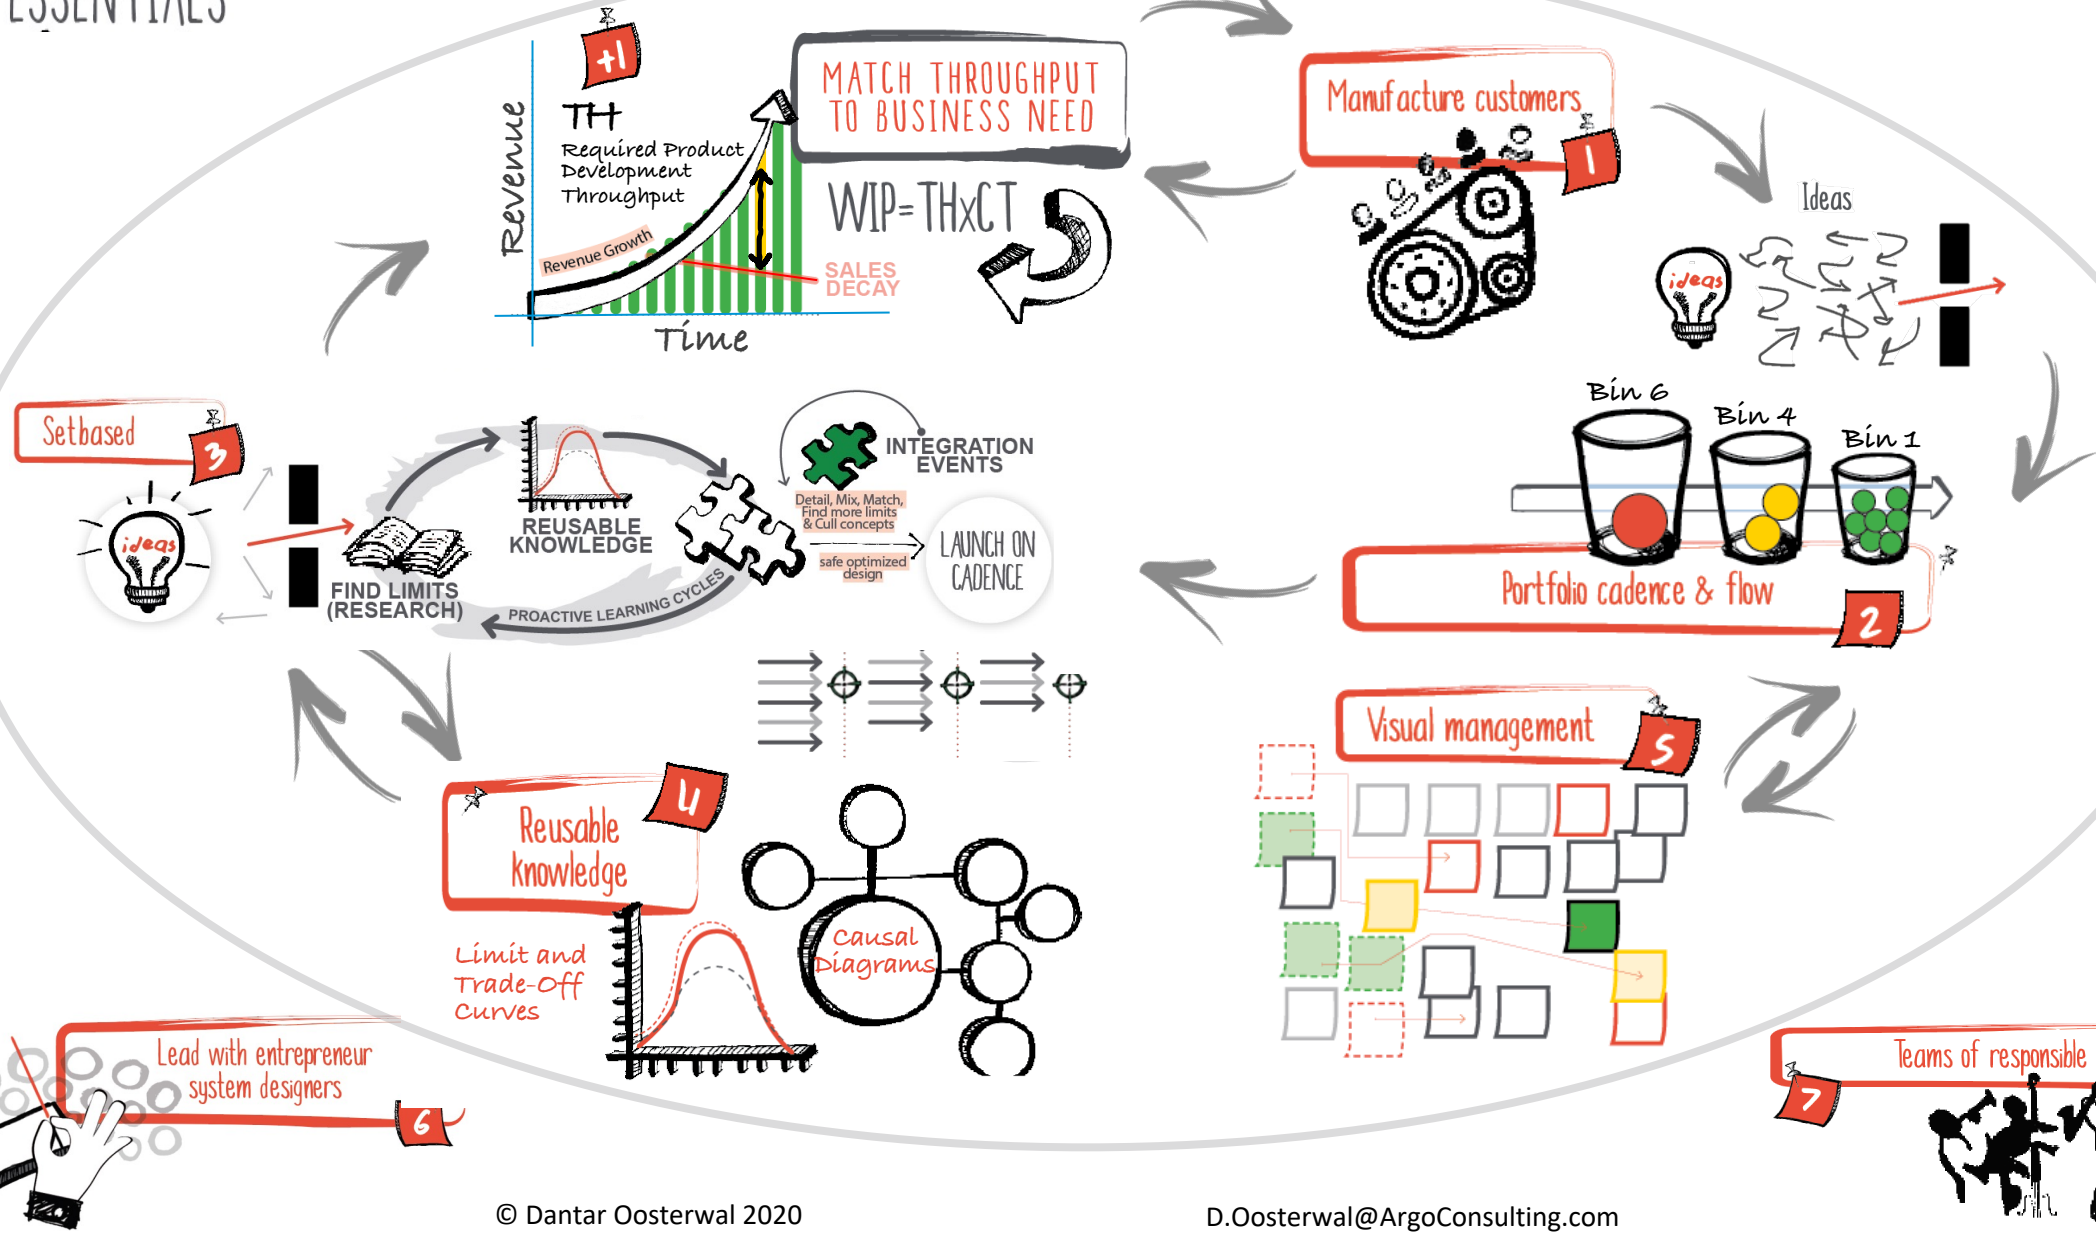 ESSENTIALS
+1
MATCH THROUGHPUT
TO BUSINESS NEED
Revenue
TH
Required Product
Development
Throughput
Revenue Growth
WIP=THxCT
SALES
DECAY
Time
Manufacture customers
1
Ideas
ideas
Bin 6
Bin 4
Bin 1
Portfolio cadence & flow
2
Setbased
3
ideas
FIND LIMITS
(RESEARCH)
REUSABLE
KNOWLEDGE
PROACTIVE LEARNING CYCLES
INTEGRATION
EVENTS
Detail, Mix, Match,
Find more limits
& Cull concepts
safe optimized
design
LAUNCH ON
CADENCE
Visual management
5
Reusable
knowledge
4
Limit and
Trade-Off
Curves
Causal
Diagrams
Lead with entrepreneur
system designers
6
Teams of responsible
7
© Dantar Oosterwal 2020
D.Oosterwal@ArgoConsulting.com